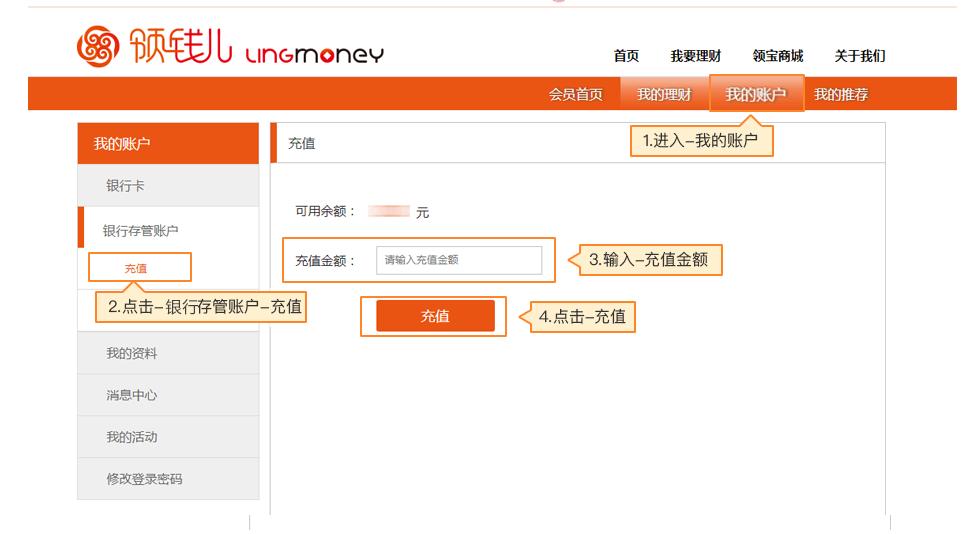 领钱儿 LINGMONEY
首页 我要理财 领宝商城 关于我们
会员首页 我的理财 我的账户 我的推荐
1.进入-我的账户
我的账户
充值
银行卡
银行存管账户
充值
2.点击-银行存管账户-充值
我的资料
消息中心
我的活动
修改登录密码
可用余额： 元
充值金额： 请输入充值金额
3.输入-充值金额
充值
4.点击-充值